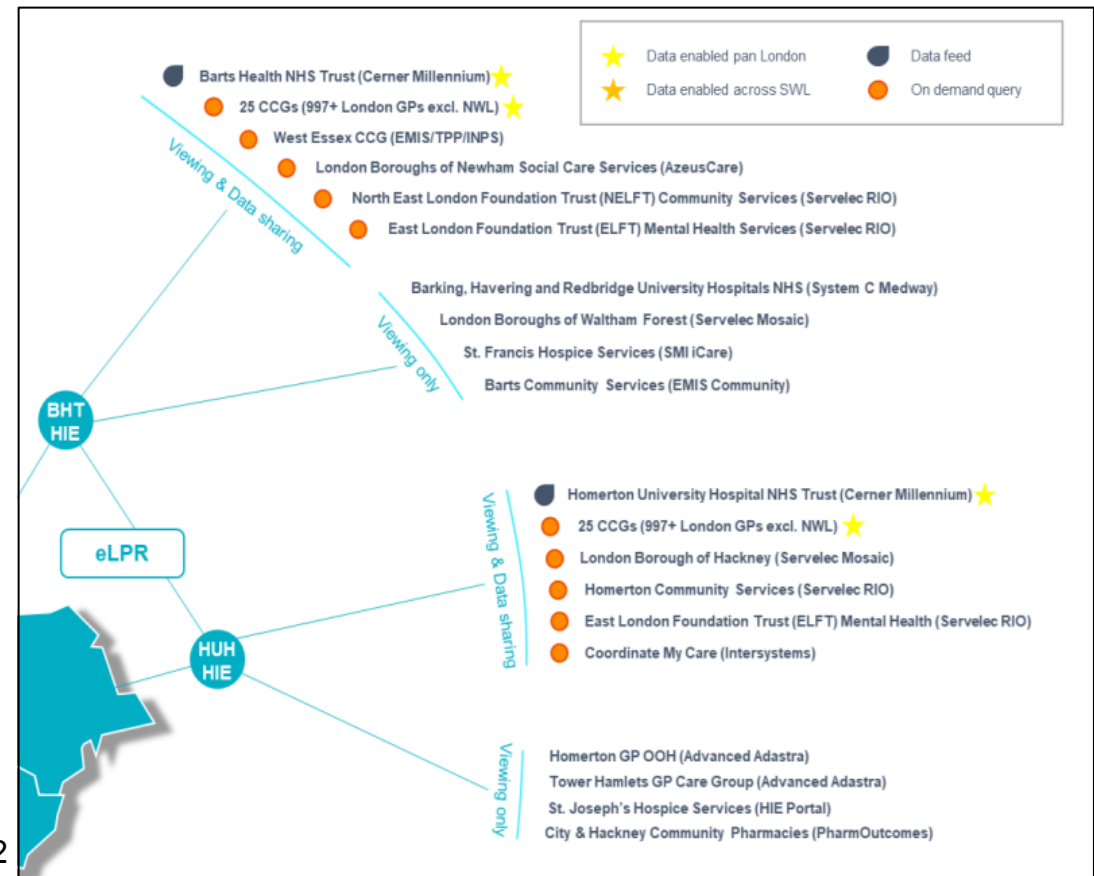 Data enabled pan London
Data feed
Data enabled across SWL
On demand query
Barts Health NHS Trust (Cerner Millennium)
25 CCGs (997+ London GPs excl. NWL)
West Essex CCG (EMIS/TPP/INPS)
London Boroughs of Newham Social Care Services (AzeusCare)
North East London Foundation Trust (NELFT) Community Services (Servelec RIO)
East London Foundation Trust (ELFT) Mental Health Services (Servelec RIO)
Viewing & Data sharing
Barking, Havering and Redbridge University Hospitals NHS (System C Medway)
London Boroughs of Waltham Forest (Servelec Mosaic)
St. Francis Hospice Services (SMI iCare)
Barts Community Services (EMIS Community)
Viewing only
BHT
HIE
eLPR
HUH
HIE
Viewing & Data sharing
Homerton University Hospital NHS Trust (Cerner Millennium)
25 CCGs (997+ London GPs excl. NWL)
London Borough of Hackney (Servelec Mosaic)
Homerton Community Services (Servelec RIO)
East London Foundation Trust (ELFT) Mental Health (Servelec RIO)
Coordinate My Care (Intersystems)
Viewing only
Homerton GP OOH (Advanced Adastra)
Tower Hamlets GP Care Group (Advanced Adastra)
St. Joseph's Hospice Services (HIE Portal)
City & Hackney Community Pharmacies (PharmOutcomes)
2